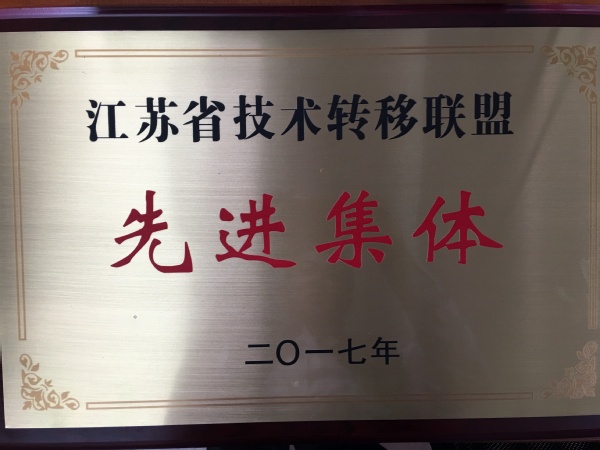 江苏省技术转移联盟
先进集体
二〇一七年